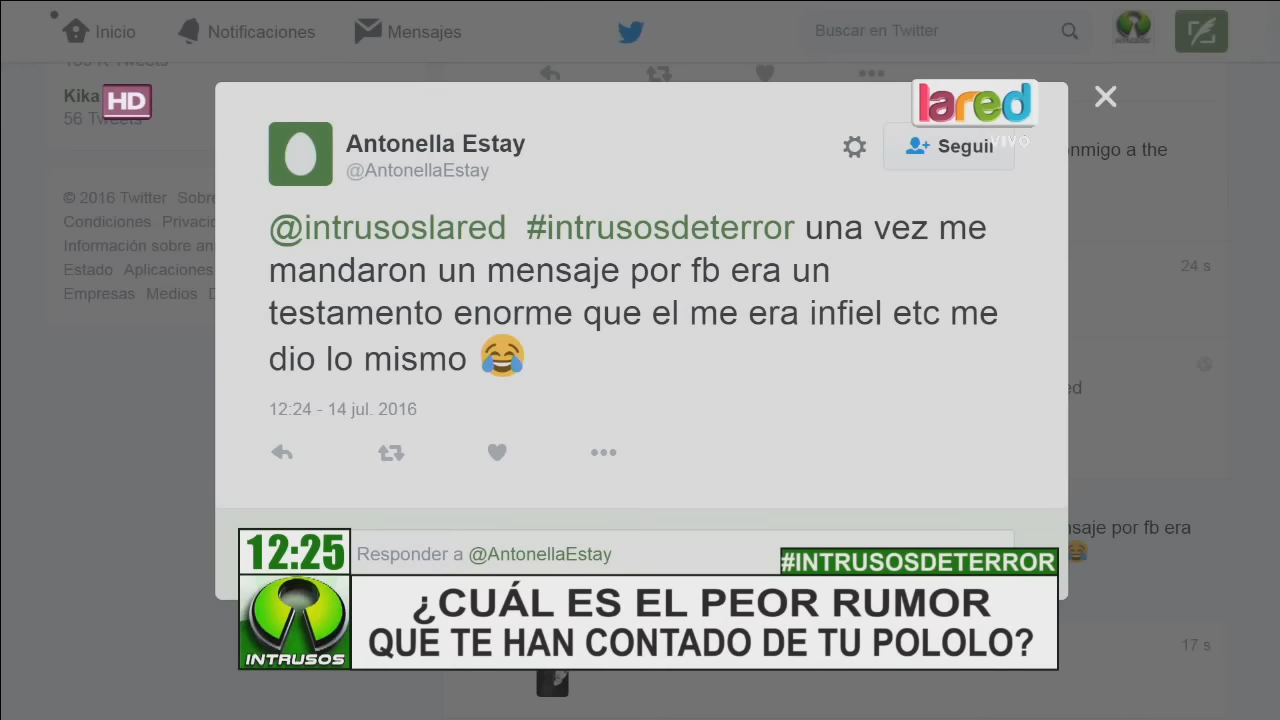 Inicio
Notificaciones
Mensajes
Buscar en Twitter
INTRUSOS
Kika
56 Tweets
HD
© 2016 Twitter Sobre
Condiciones
Información sobre an
Estado Aplicaciones
Empresas Medios
lared
VIVO
Antonella Estay
@AntonellaEstay
Seguir
@intrusoslared #intrusosdeterror una vez me
mandaron un mensaje por fb era un
testamento enorme que el me era infiel etc me
dio lo mismo 😂
12:24 - 14 jul. 2016
nmigo a the
24 s
ed
saje por fb era
17 s
Responder a @AntonellaEstay
12:25
#INTRUSOSDETERROR
¿CUÁL ES EL PEOR RUMOR
QUE TE HAN CONTADO DE TU POLOLO?
INTRUSOS